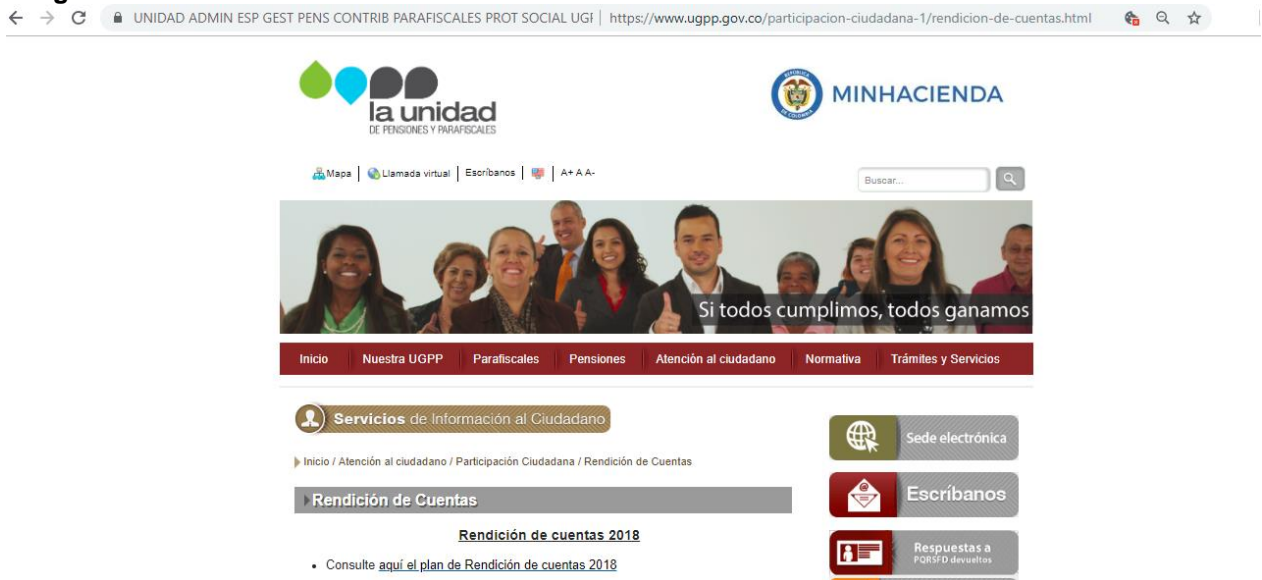 UNIDAD ADMIN ESP GEST PENS CONTRIB PARAFISCALES PROT SOCIAL UGF | https://www.ugpp.gov.co/participacion-ciudadana-1/rendicion-de-cuentas.html
la unidad
DE PENSIONES Y PARAFISCALES
MINHACIENDA
Mapa | Llamada virtual | Escríbanos | A+ A A-
Buscar...
Si todos cumplimos, todos ganamos
Inicio Nuestra UGPP Parafiscales Pensiones Atención al ciudadano Normativa Trámites y Servicios
Servicios de Información al Ciudadano
Sede electrónica
Inicio / Atención al ciudadano / Participación Ciudadana / Rendición de Cuentas
Rendición de Cuentas
Escríbanos
Rendición de cuentas 2018
• Consulte aquí el plan de Rendición de cuentas 2018
Respuestas a
PQRSFD devueltos